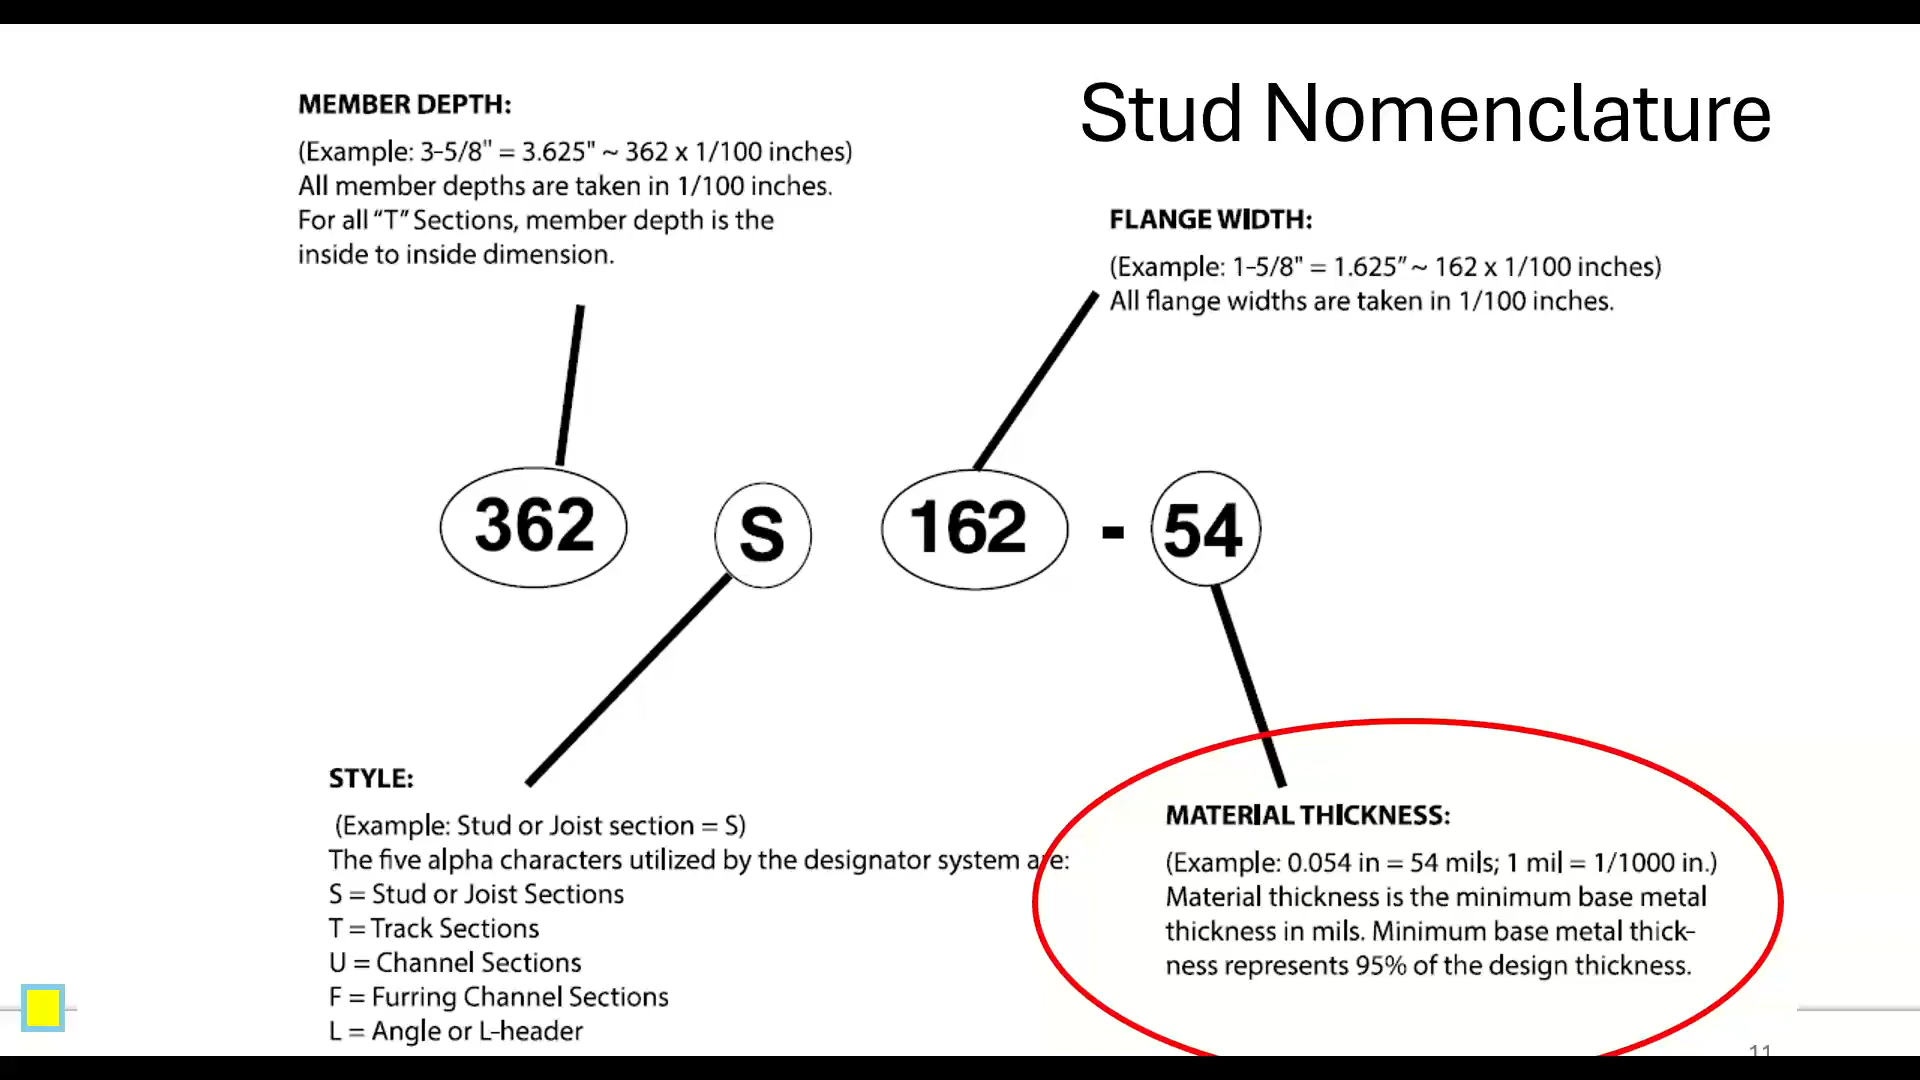 Stud Nomenclature
MEMBER DEPTH:
(Example: 3-5/8" = 3.625" ~ 362 x 1/100 inches)
All member depths are taken in 1/100 inches.
For all “T” Sections, member depth is the
inside to inside dimension.
FLANGE WIDTH:
(Example: 1-5/8" = 1.625” ~ 162 x 1/100 inches)
All flange widths are taken in 1/100 inches.
362 S 162 - 54
STYLE:
(Example: Stud or Joist section = S)
The five alpha characters utilized by the designator system are:
S = Stud or Joist Sections
T = Track Sections
U = Channel Sections
F = Furring Channel Sections
L = Angle or L-header
MATERIAL THICKNESS:
(Example: 0.054 in = 54 mils; 1 mil = 1/1000 in.)
Material thickness is the minimum base metal
thickness in mils. Minimum base metal thick-
ness represents 95% of the design thickness.
11